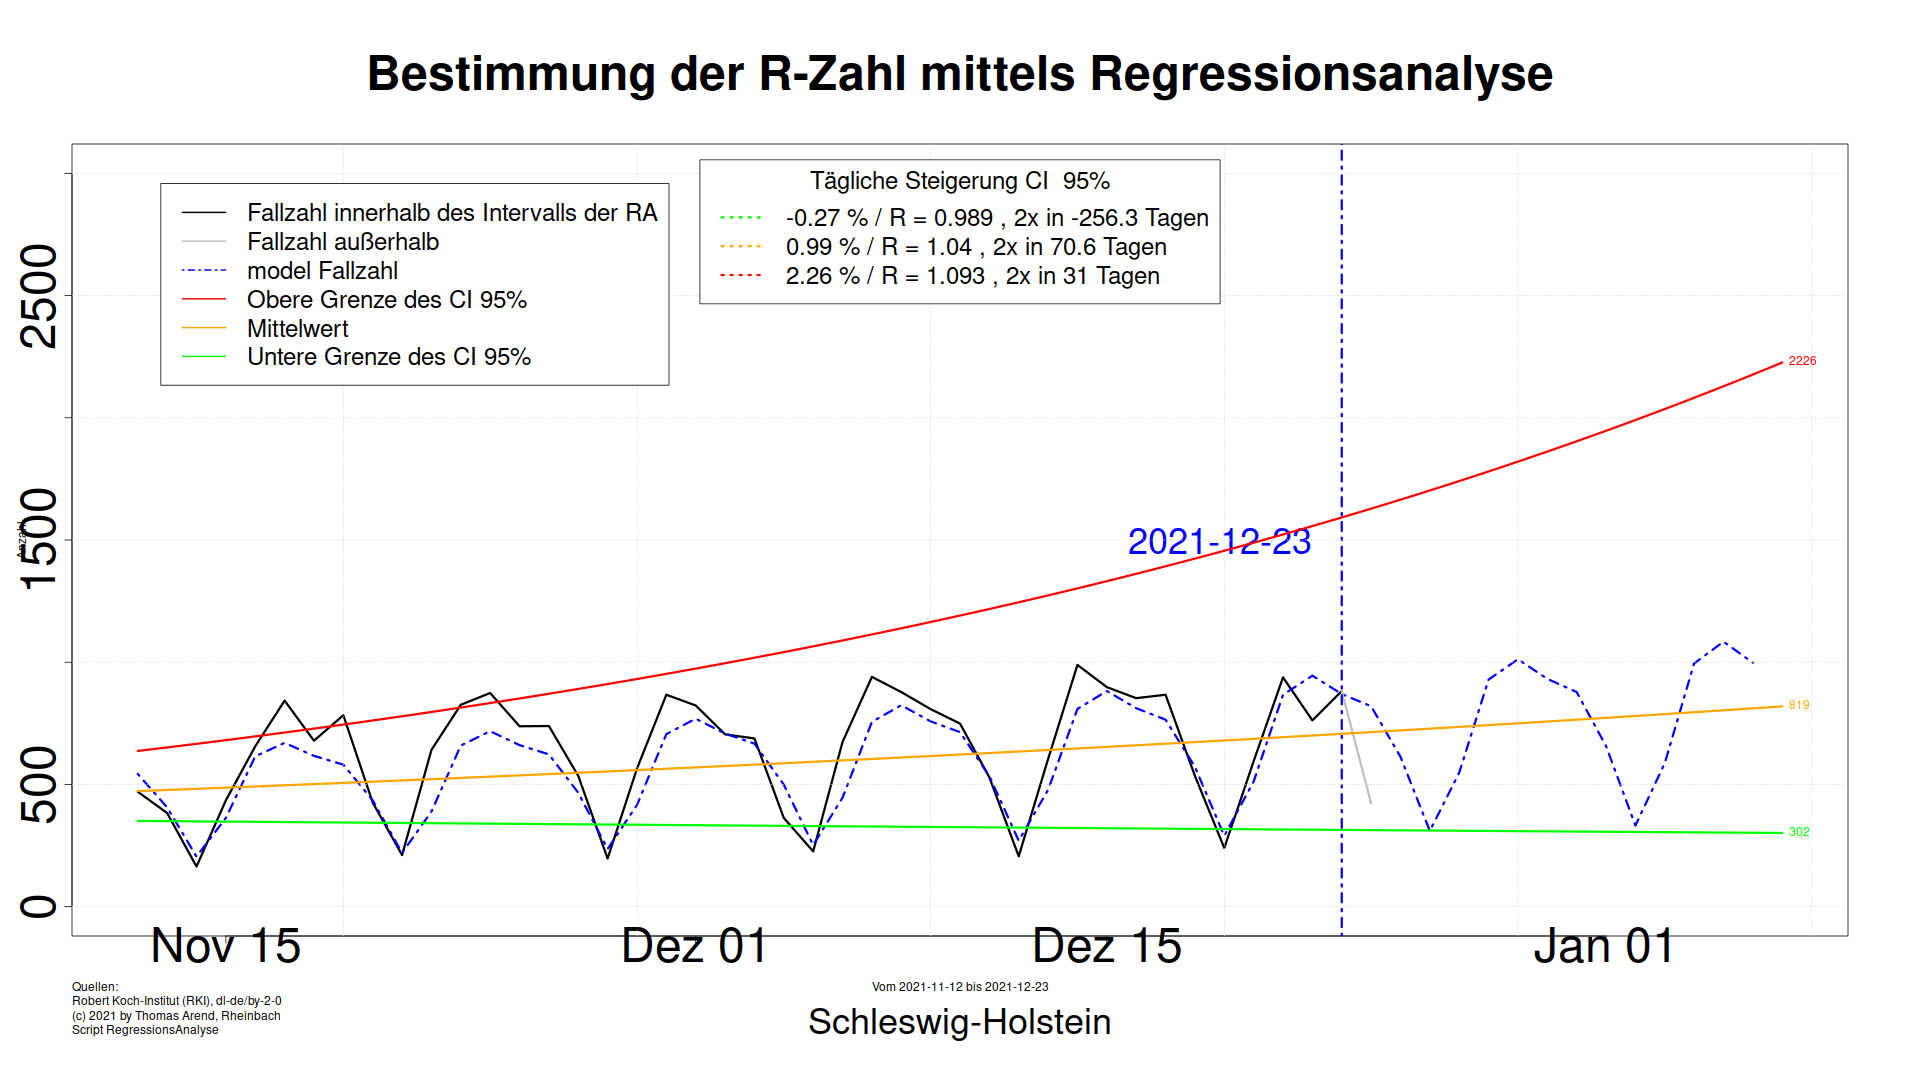 Bestimmung der R-Zahl mittels Regressionsanalyse
Fallzahl innerhalb des Intervalls der RA
Fallzahl außerhalb
model Fallzahl
Obere Grenze des CI 95%
Mittelwert
Untere Grenze des CI 95%
Tägliche Steigerung CI  95%
-0.27 % / R = 0.989 , 2x in -256.3 Tagen
0.99 % / R = 1.04 , 2x in 70.6 Tagen
2.26 % / R = 1.093 , 2x in 31 Tagen
2500
1500
500
0
Anzahl
2021-12-23
2226
819
302
Nov 15
Dez 01
Dez 15
Jan 01
Quellen:
Robert Koch-Institut (RKI), dl-de/by-2-0
(c) 2021 by Thomas Arend, Rheinbach
Script RegressionsAnalyse
Vom 2021-11-12 bis 2021-12-23
Schleswig-Holstein